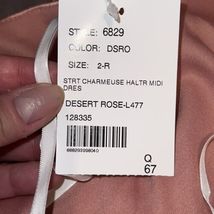 STYLE: 6829
COLOR: DSRO
SIZE: 2-R
STRT CHARMEUSE HALTR MIDI
DRES
DESERT ROSE-L477
128335
Q
67